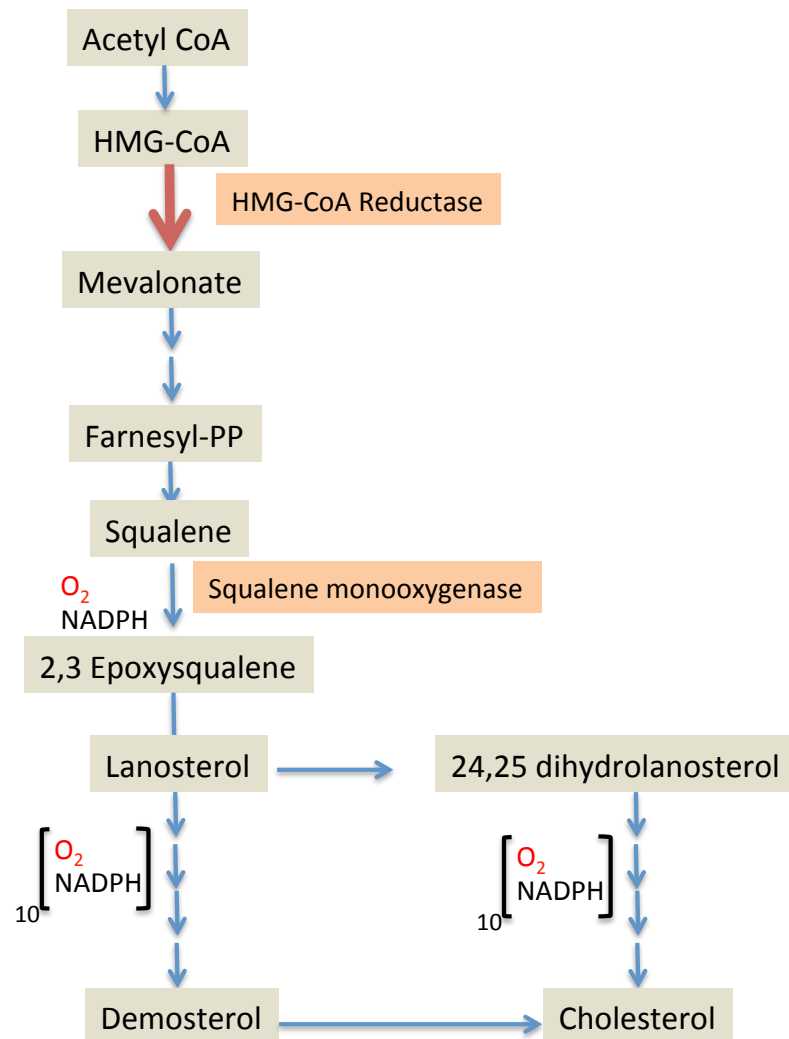 Acetyl CoA
HMG-CoA
HMG-CoA Reductase
Mevalonate
Farnesyl-PP
Squalene
O2
NADPH
Squalene monooxygenase
2,3 Epoxysqualene
Lanosterol
24,25 dihydrolanosterol
O2
NADPH
10
O2
NADPH
10
Demosterol
Cholesterol